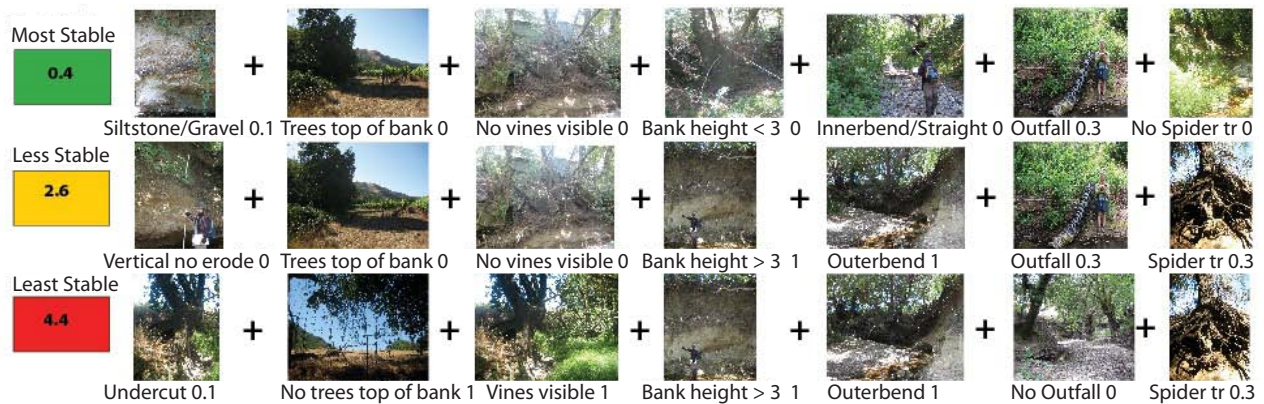 Most Stable
0.4
+ + + + + +
Siltstone/Gravel 0.1 Trees top of bank 0 No vines visible 0 Bank height < 3 0 Innerbend/Straight 0 Outfall 0.3 No Spider tr 0
Less Stable
2.6
+ + + + + +
Vertical no erode 0 Trees top of bank 0 No vines visible 0 Bank height > 3 1 Outerbend 1 Outfall 0.3 Spider tr 0.3
Least Stable
4.4
+ + + + + +
Undercut 0.1 No trees top of bank 1 Vines visible 1 Bank height > 3 1 Outerbend 1 No Outfall 0 Spider tr 0.3